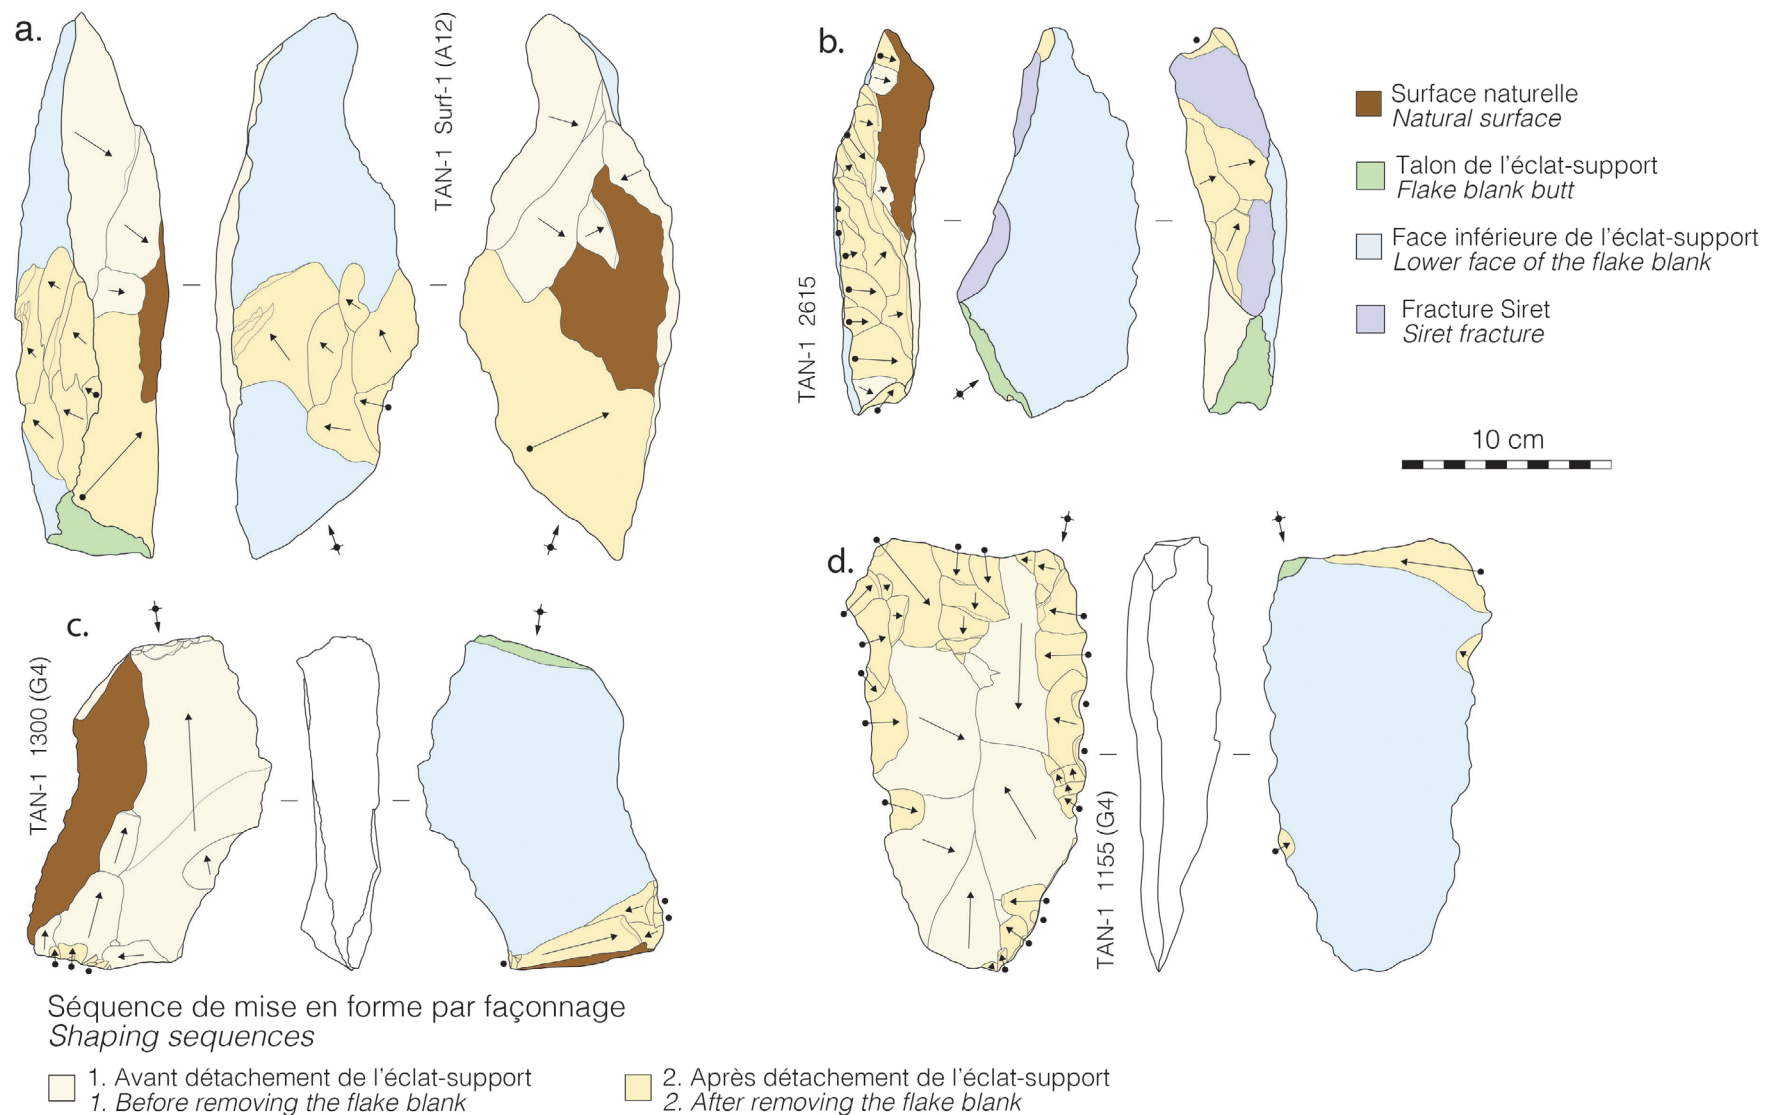 a.
TAN-1 Surf-1 (A12)
b.
TAN-1 2615
Surface naturelle
Natural surface
Talon de l'éclat-support
Flake blank butt
Face inférieure de l'éclat-support
Lower face of the flake blank
Fracture Siret
Siret fracture
10 cm
c.
TAN-1 1300 (G4)
d.
TAN-1 1155 (G4)
Séquence de mise en forme par façonnage
Shaping sequences
1. Avant détachement de l'éclat-support
1. Before removing the flake blank
2. Après détachement de l'éclat-support
2. After removing the flake blank